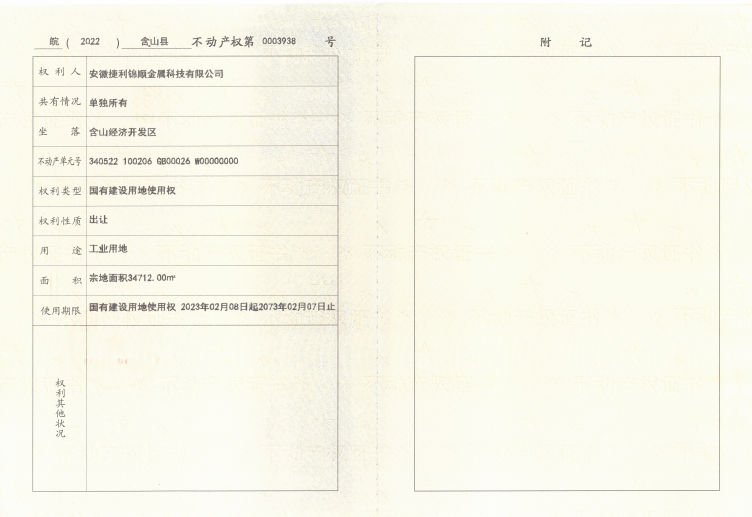 皖（ 2022 ）含山县 不动产权第 0003938 号
权利人 安徽捷利锦顺金属科技有限公司
共有情况 单独所有
坐落 含山经济开发区
不动产单元号 340522 100206 GB00026 W00000000
权利类型 国有建设用地使用权
权利性质 出让
用途 工业用地
面积 宗地面积34712.00㎡
使用期限 国有建设用地使用权 2023年02月08日起2073年02月07日止
权利其他状况
附记